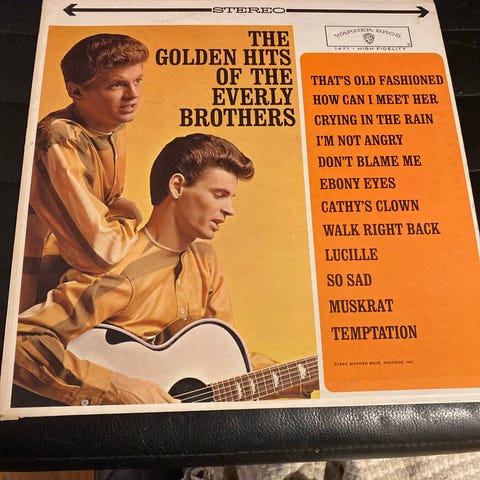 STEREO
THE
GOLDEN HITS
OF THE
EVERLY
BROTHERS
WARNER BROS.
1471 - HIGH FIDELITY
THAT'S OLD FASHIONED
HOW CAN I MEET HER
CRYING IN THE RAIN
I'M NOT ANGRY
DON'T BLAME ME
EBONY EYES
CATHY'S CLOWN
WALK RIGHT BACK
LUCILLE
SO SAD
MUSKRAT
TEMPTATION
©1962 WARNER BROS. RECORDS, INC.